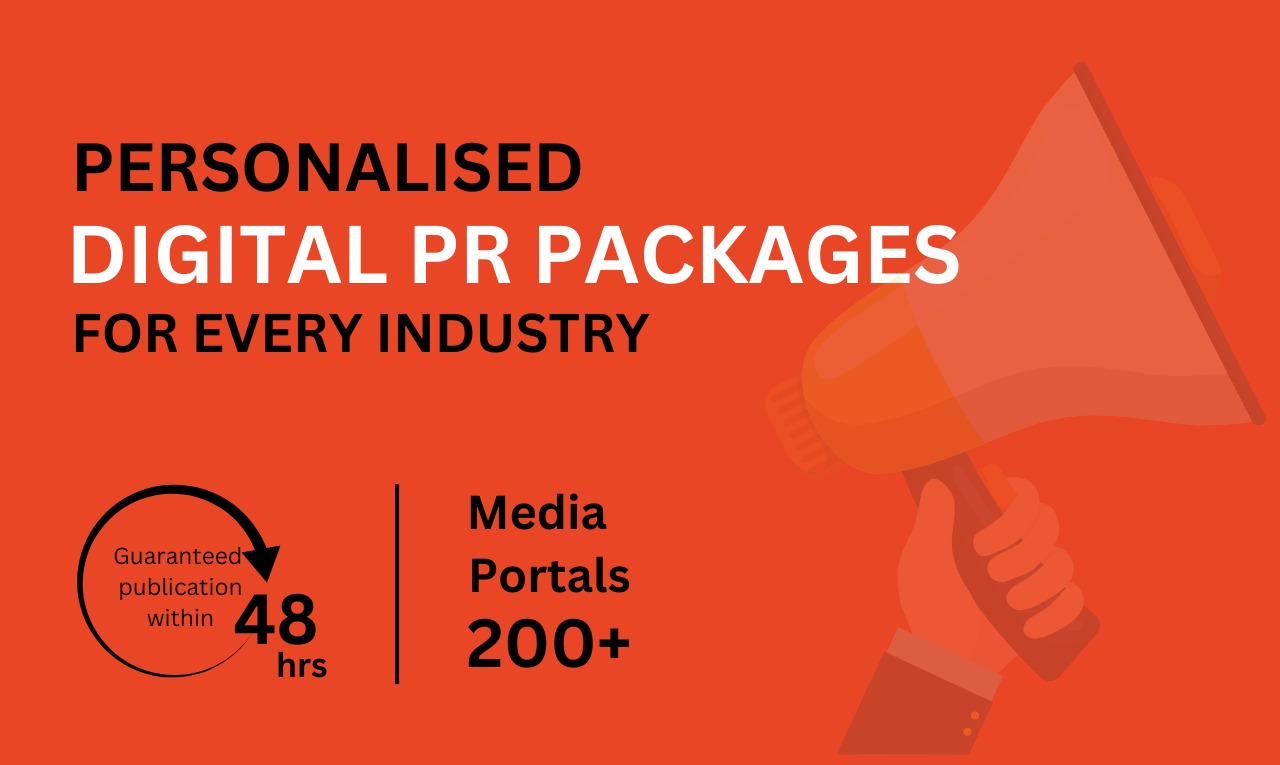 PERSONALISED
DIGITAL PR PACKAGES
FOR EVERY INDUSTRY
Guaranteed
publication
within
48
hrs
Media
Portals
200+